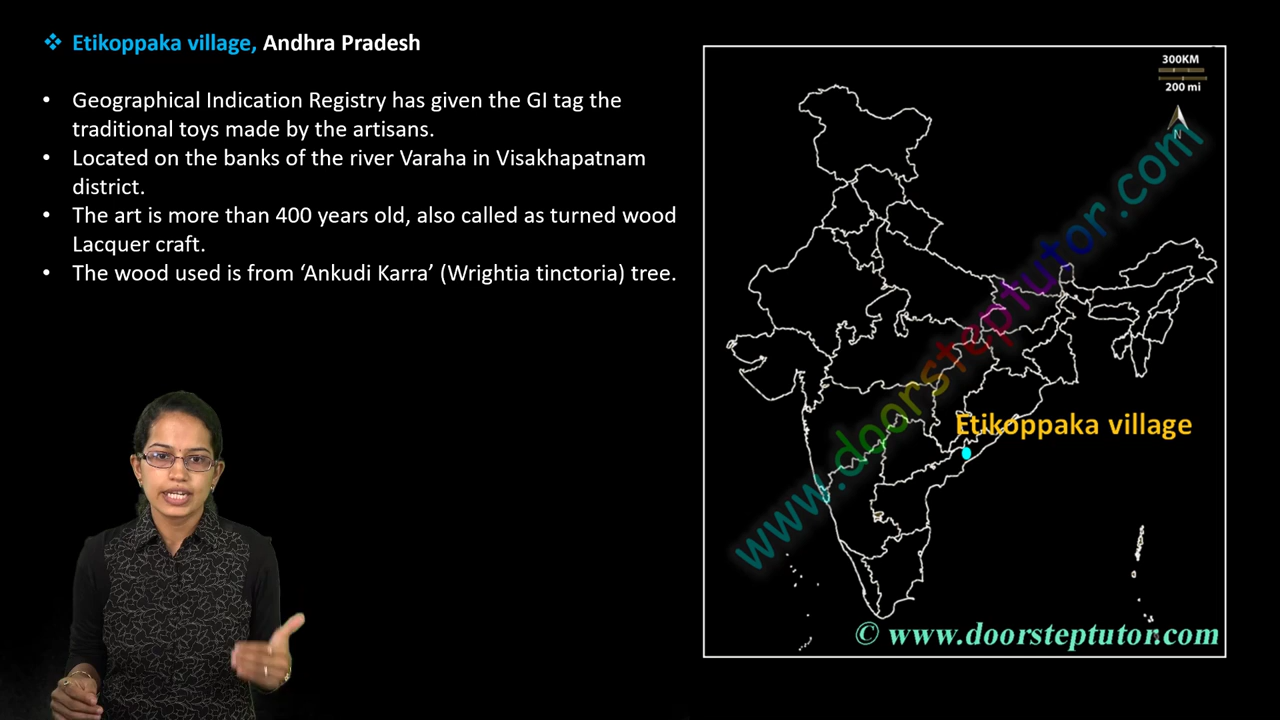 ❖ Etikoppaka village, Andhra Pradesh
• Geographical Indication Registry has given the GI tag the
traditional toys made by the artisans.
• Located on the banks of the river Varaha in Visakhapatnam
district.
• The art is more than 400 years old, also called as turned wood
Lacquer craft.
• The wood used is from ‘Ankudi Karra’ (Wrightia tinctoria) tree.
300KM
200 mi
N
www.doorsteptutor.com
Etikoppaka village
© www.doorsteptutor.com